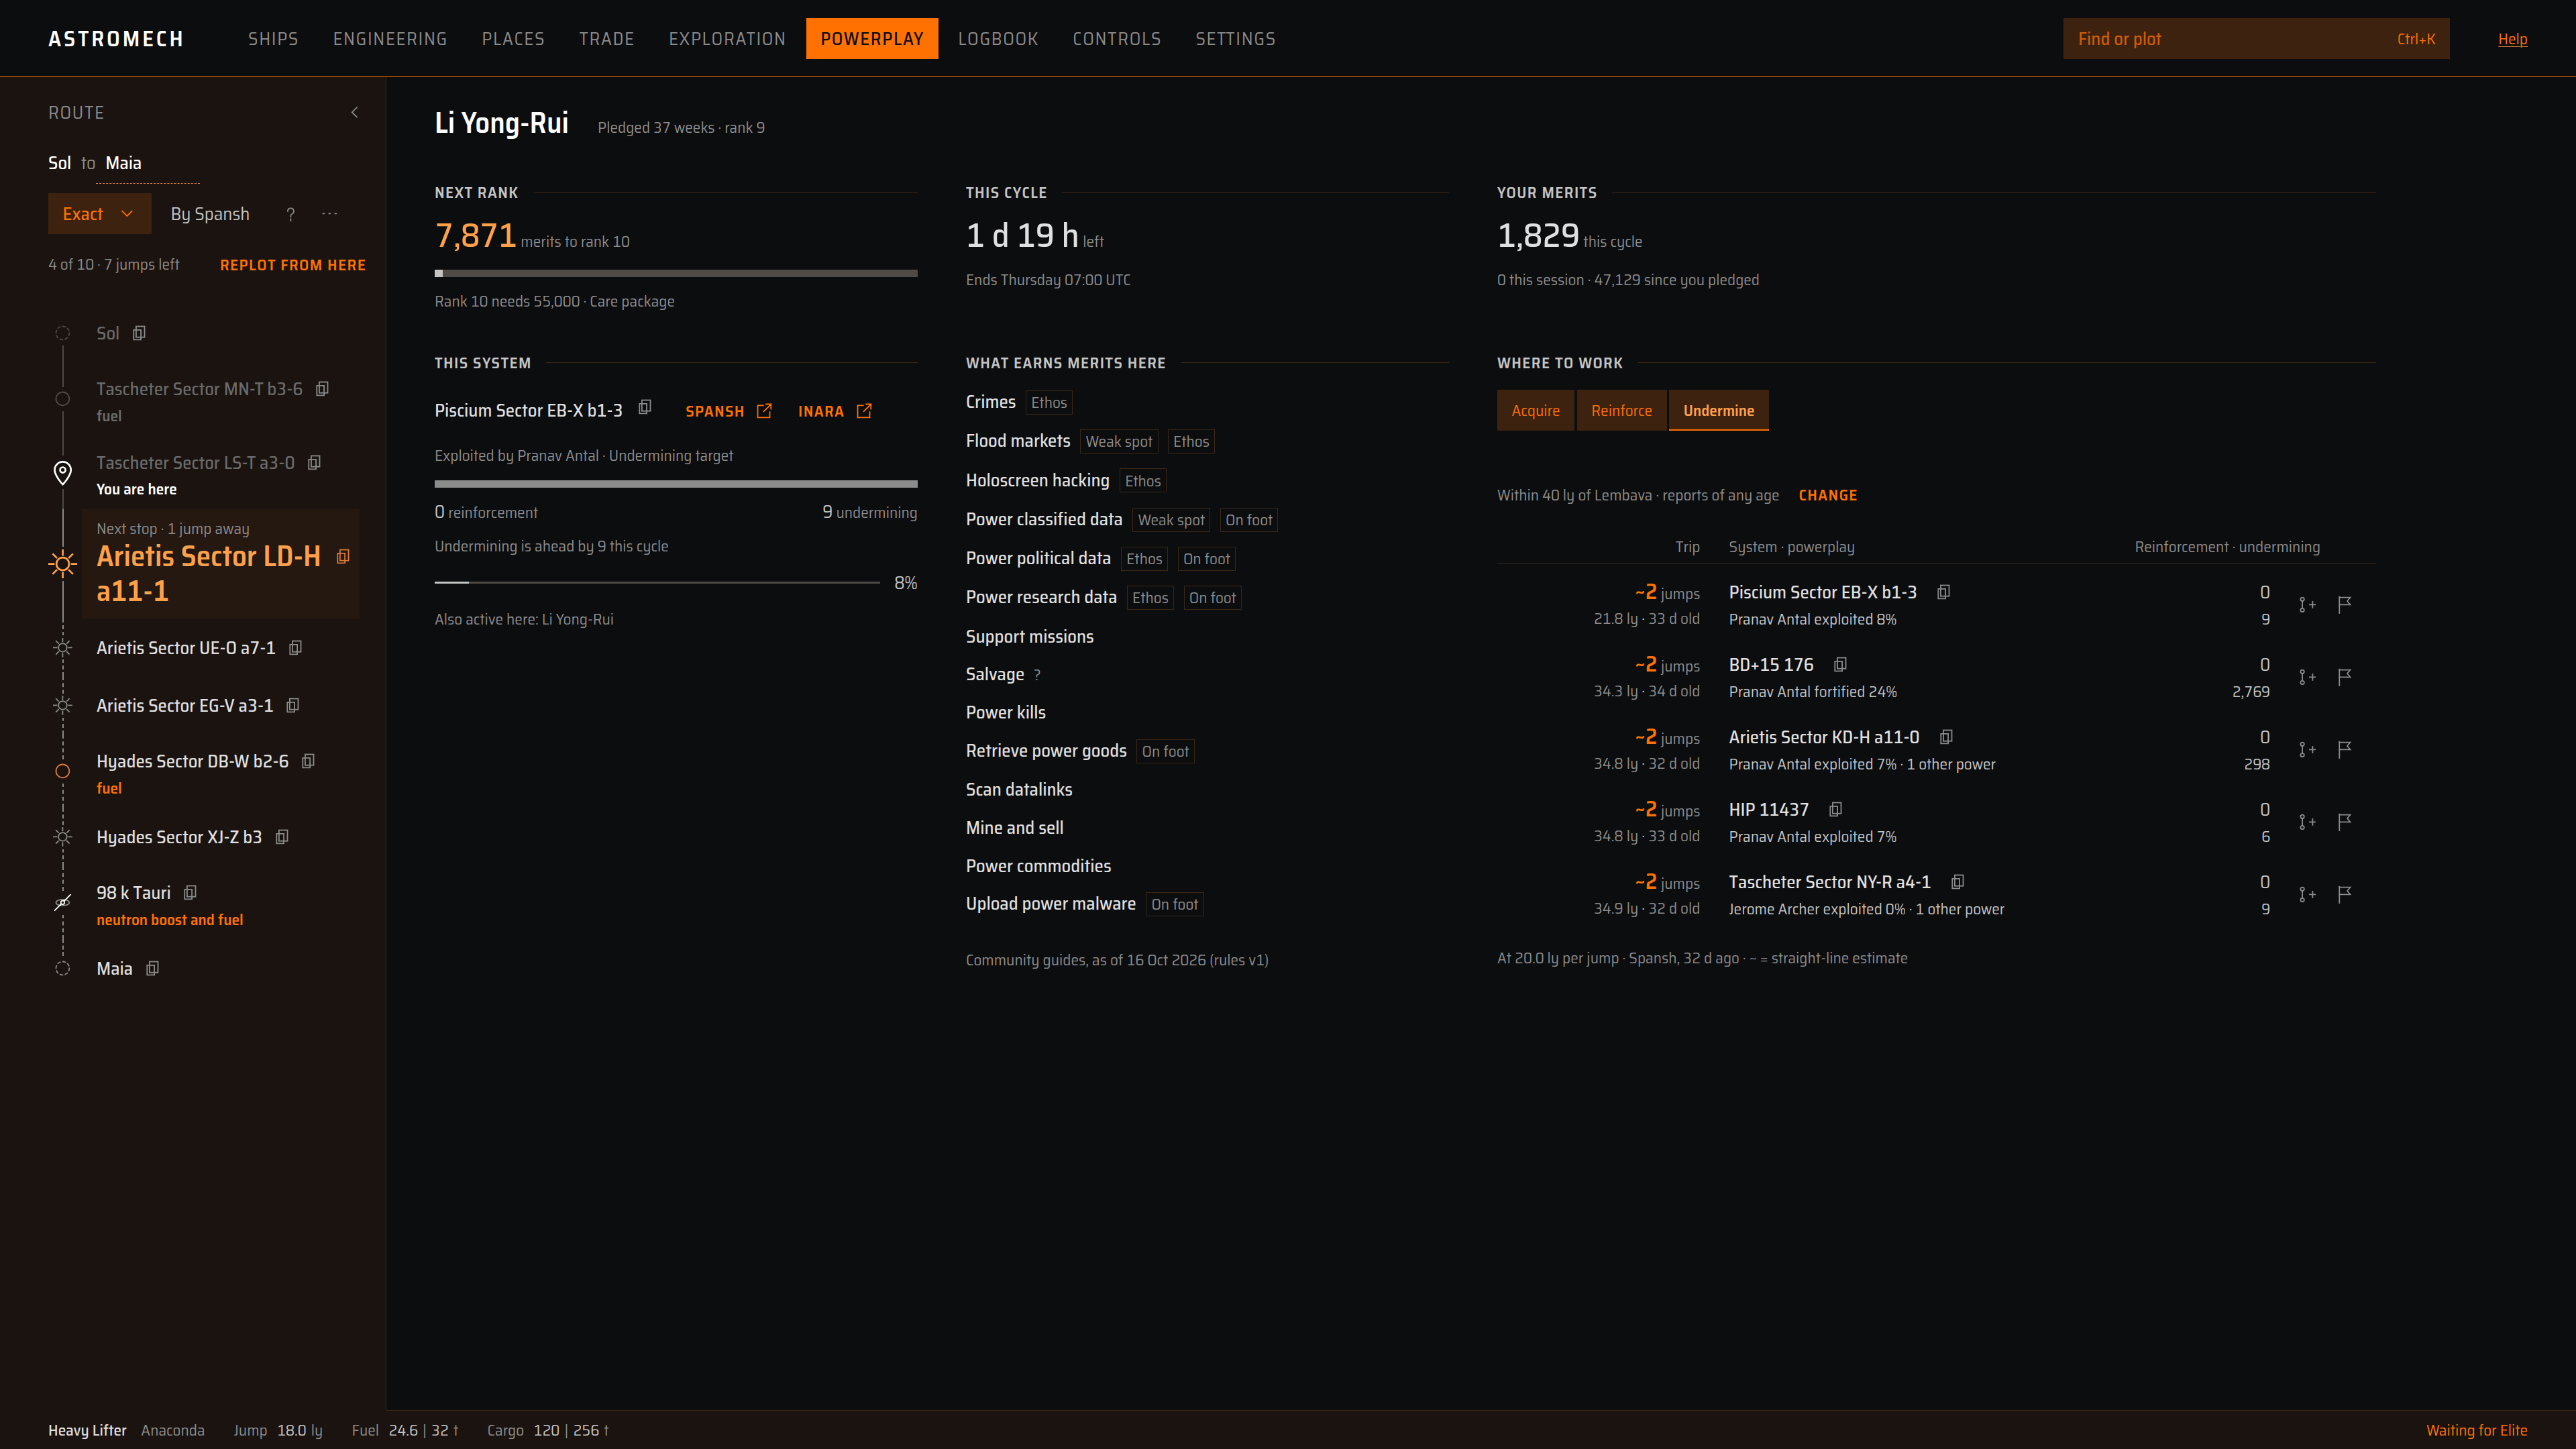 ASTROMECH SHIPS ENGINEERING PLACES TRADE EXPLORATION POWERPLAY LOGBOOK CONTROLS SETTINGS Find or plot Ctrl+K Help
ROUTE
Sol to Maia
Exact By Spansh ? ···
4 of 10 · 7 jumps left REPLOT FROM HERE
Sol
Tascheter Sector MN-T b3-6
fuel
Tascheter Sector LS-T a3-0
You are here
Next stop · 1 jump away
Arietis Sector LD-H
a11-1
Arietis Sector UE-O a7-1
Arietis Sector EG-V a3-1
Hyades Sector DB-W b2-6
fuel
Hyades Sector XJ-Z b3
98 k Tauri
neutron boost and fuel
Maia
Li Yong-Rui Pledged 37 weeks · rank 9
NEXT RANK
7,871 merits to rank 10
Rank 10 needs 55,000 · Care package
THIS CYCLE
1 d 19 h left
Ends Thursday 07:00 UTC
YOUR MERITS
1,829 this cycle
0 this session · 47,129 since you pledged
THIS SYSTEM
Piscium Sector EB-X b1-3 SPANSH INARA
Exploited by Pranav Antal · Undermining target
0 reinforcement 9 undermining
Undermining is ahead by 9 this cycle
8%
Also active here: Li Yong-Rui
WHAT EARNS MERITS HERE
Crimes Ethos
Flood markets Weak spot Ethos
Holoscreen hacking Ethos
Power classified data Weak spot On foot
Power political data Ethos On foot
Power research data Ethos On foot
Support missions
Salvage ?
Power kills
Retrieve power goods On foot
Scan datalinks
Mine and sell
Power commodities
Upload power malware On foot
Community guides, as of 16 Oct 2026 (rules v1)
WHERE TO WORK
Acquire Reinforce Undermine
Within 40 ly of Lembava · reports of any age CHANGE
Trip System · powerplay Reinforcement · undermining
~2 jumps Piscium Sector EB-X b1-3 0
21.8 ly · 33 d old Pranav Antal exploited 8% 9
~2 jumps BD+15 176 0
34.3 ly · 34 d old Pranav Antal fortified 24% 2,769
~2 jumps Arietis Sector KD-H a11-0 0
34.8 ly · 32 d old Pranav Antal exploited 7% · 1 other power 298
~2 jumps HIP 11437 0
34.8 ly · 33 d old Pranav Antal exploited 7% 6
~2 jumps Tascheter Sector NY-R a4-1 0
34.9 ly · 32 d old Jerome Archer exploited 0% · 1 other power 9
At 20.0 ly per jump · Spansh, 32 d ago · ~ = straight-line estimate
Heavy Lifter Anaconda Jump 18.0 ly Fuel 24.6 | 32 t Cargo 120 | 256 t Waiting for Elite